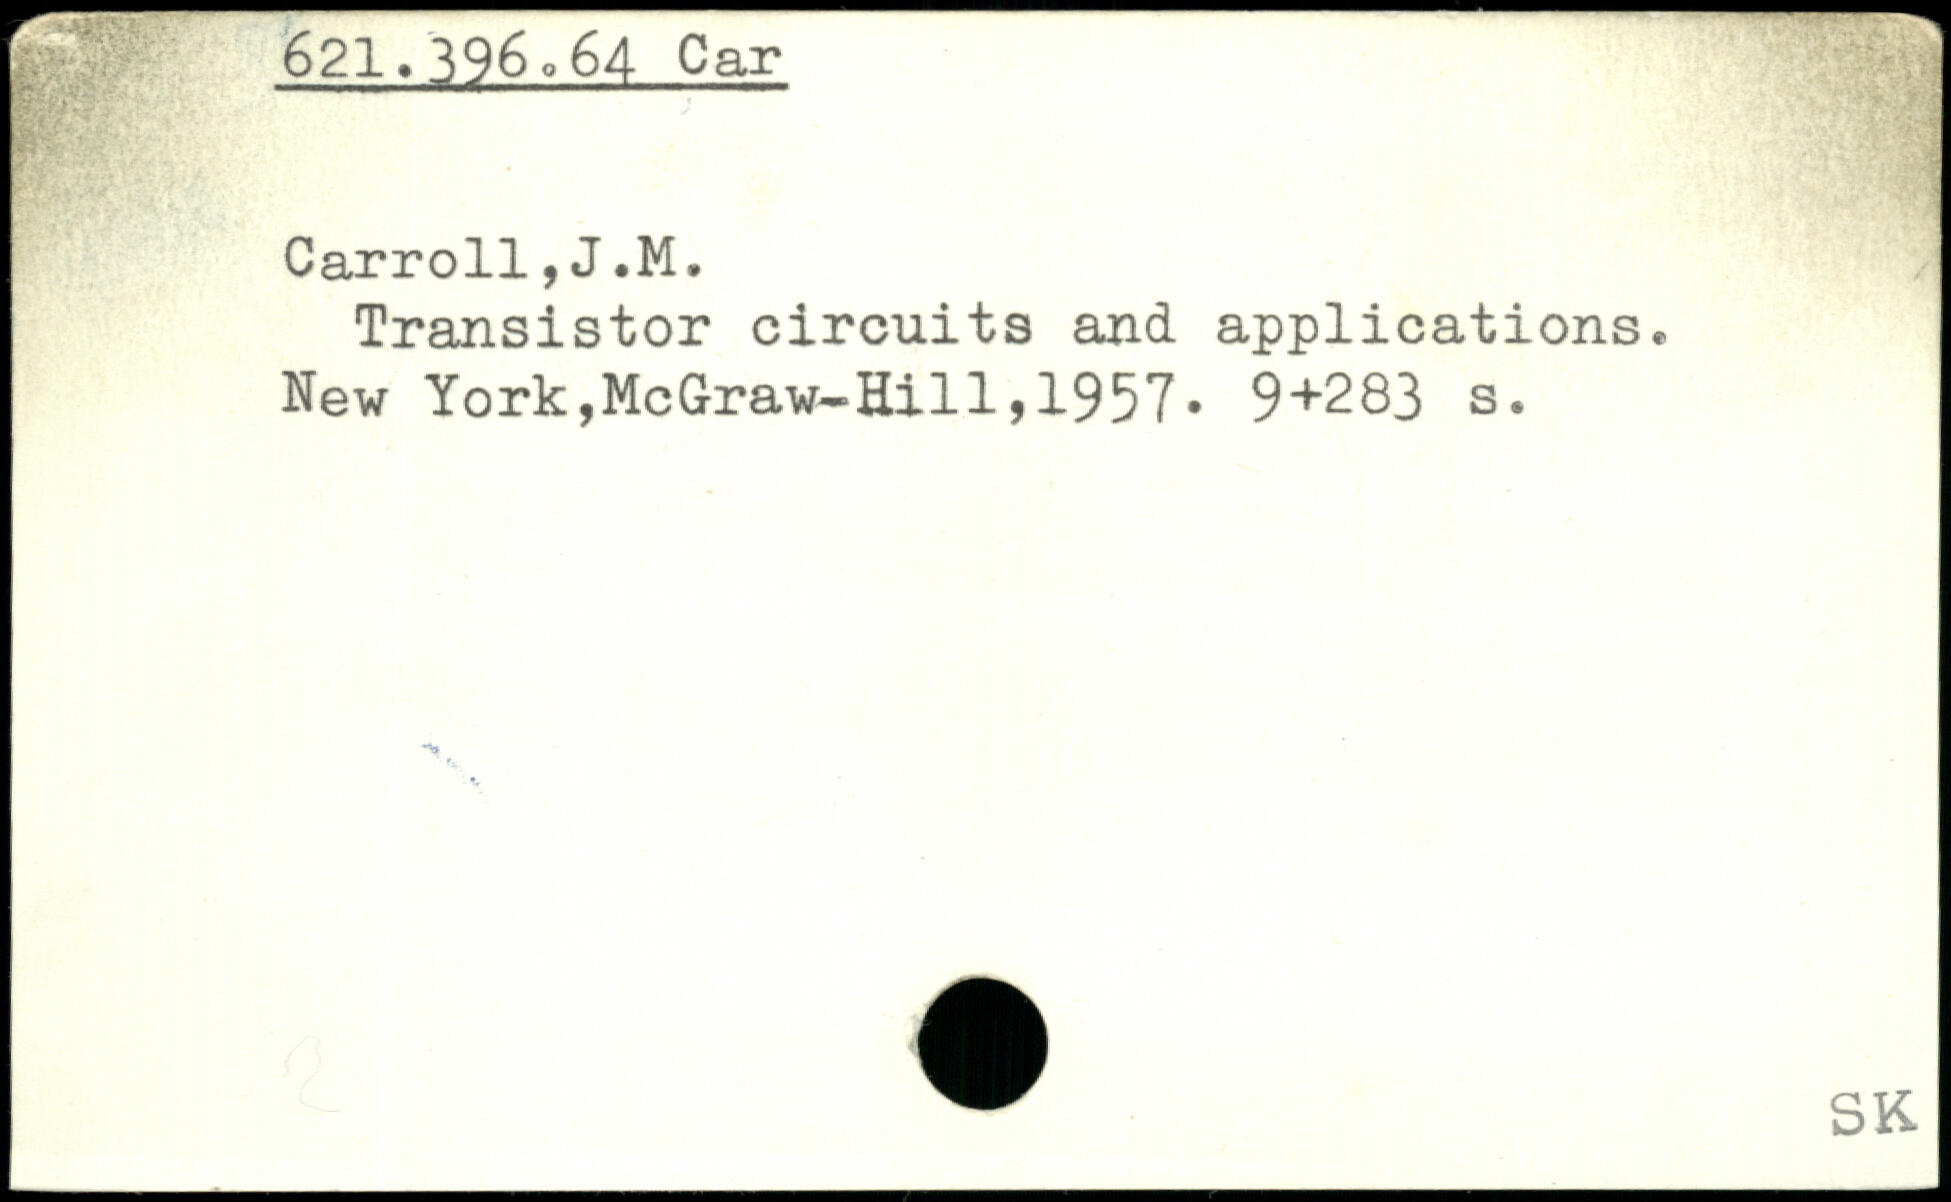 621.396.64 Car
Carroll,J.M.
Transistor circuits and applications.
New York,McGraw-Hill,1957. 9+283 s.
SK